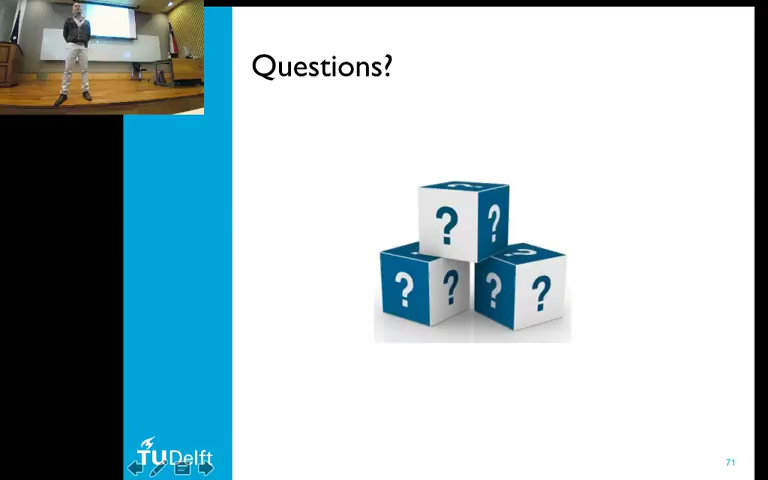 Questions?
?
? ?
? ? ? ?
TUDelft
71